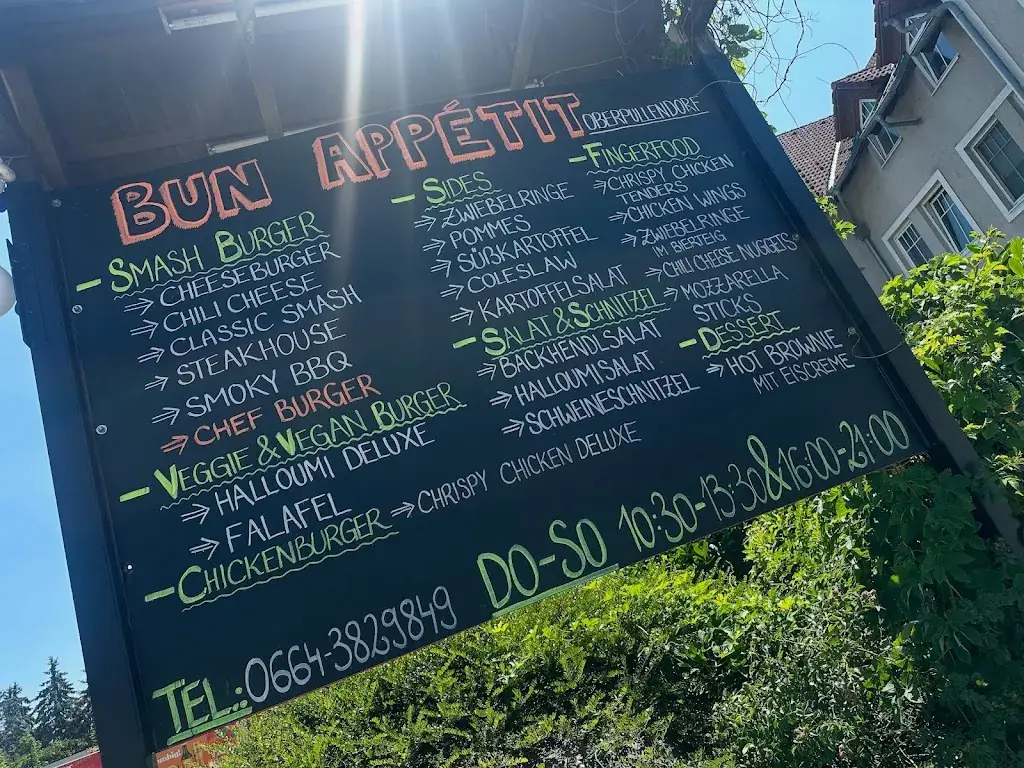 BUN APPÉTIT OBERPULLENDORF
- SMASH BURGER
⇒ CHEESEBURGER
⇒ CHILI CHEESE
⇒ CLASSIC SMASH
⇒ STEAKHOUSE
⇒ SMOKY BBQ
⇒ CHEF BURGER
- VEGGIE & VEGAN BURGER
⇒ HALLOUMI DELUXE
⇒ FALAFEL
- CHICKENBURGER
⇒ CHRISPY CHICKEN DELUXE
- SIDES
⇒ ZWIEBELRINGE
⇒ POMMES
⇒ SÜßKARTOFFEL
⇒ COLESLAW
⇒ KARTOFFELSALAT
- SALAT & SCHNITZEL
⇒ BACKHENDLSALAT
⇒ HALLOUMISALAT
⇒ SCHWEINESCHNITZEL
- FINGERFOOD
⇒ CHRISPY CHICKEN
TENDERS
⇒ CHICKEN WINGS
⇒ ZWIEBELRINGE
IM BIERTEIG
⇒ CHILI CHEESE NUGGETS
⇒ MOZZARELLA
STICKS
- DESSERT
⇒ HOT BROWNIE
MIT EISCREME
DO-SO 10:30-13:30 & 16:00-21:00
TEL.: 0664-3829849